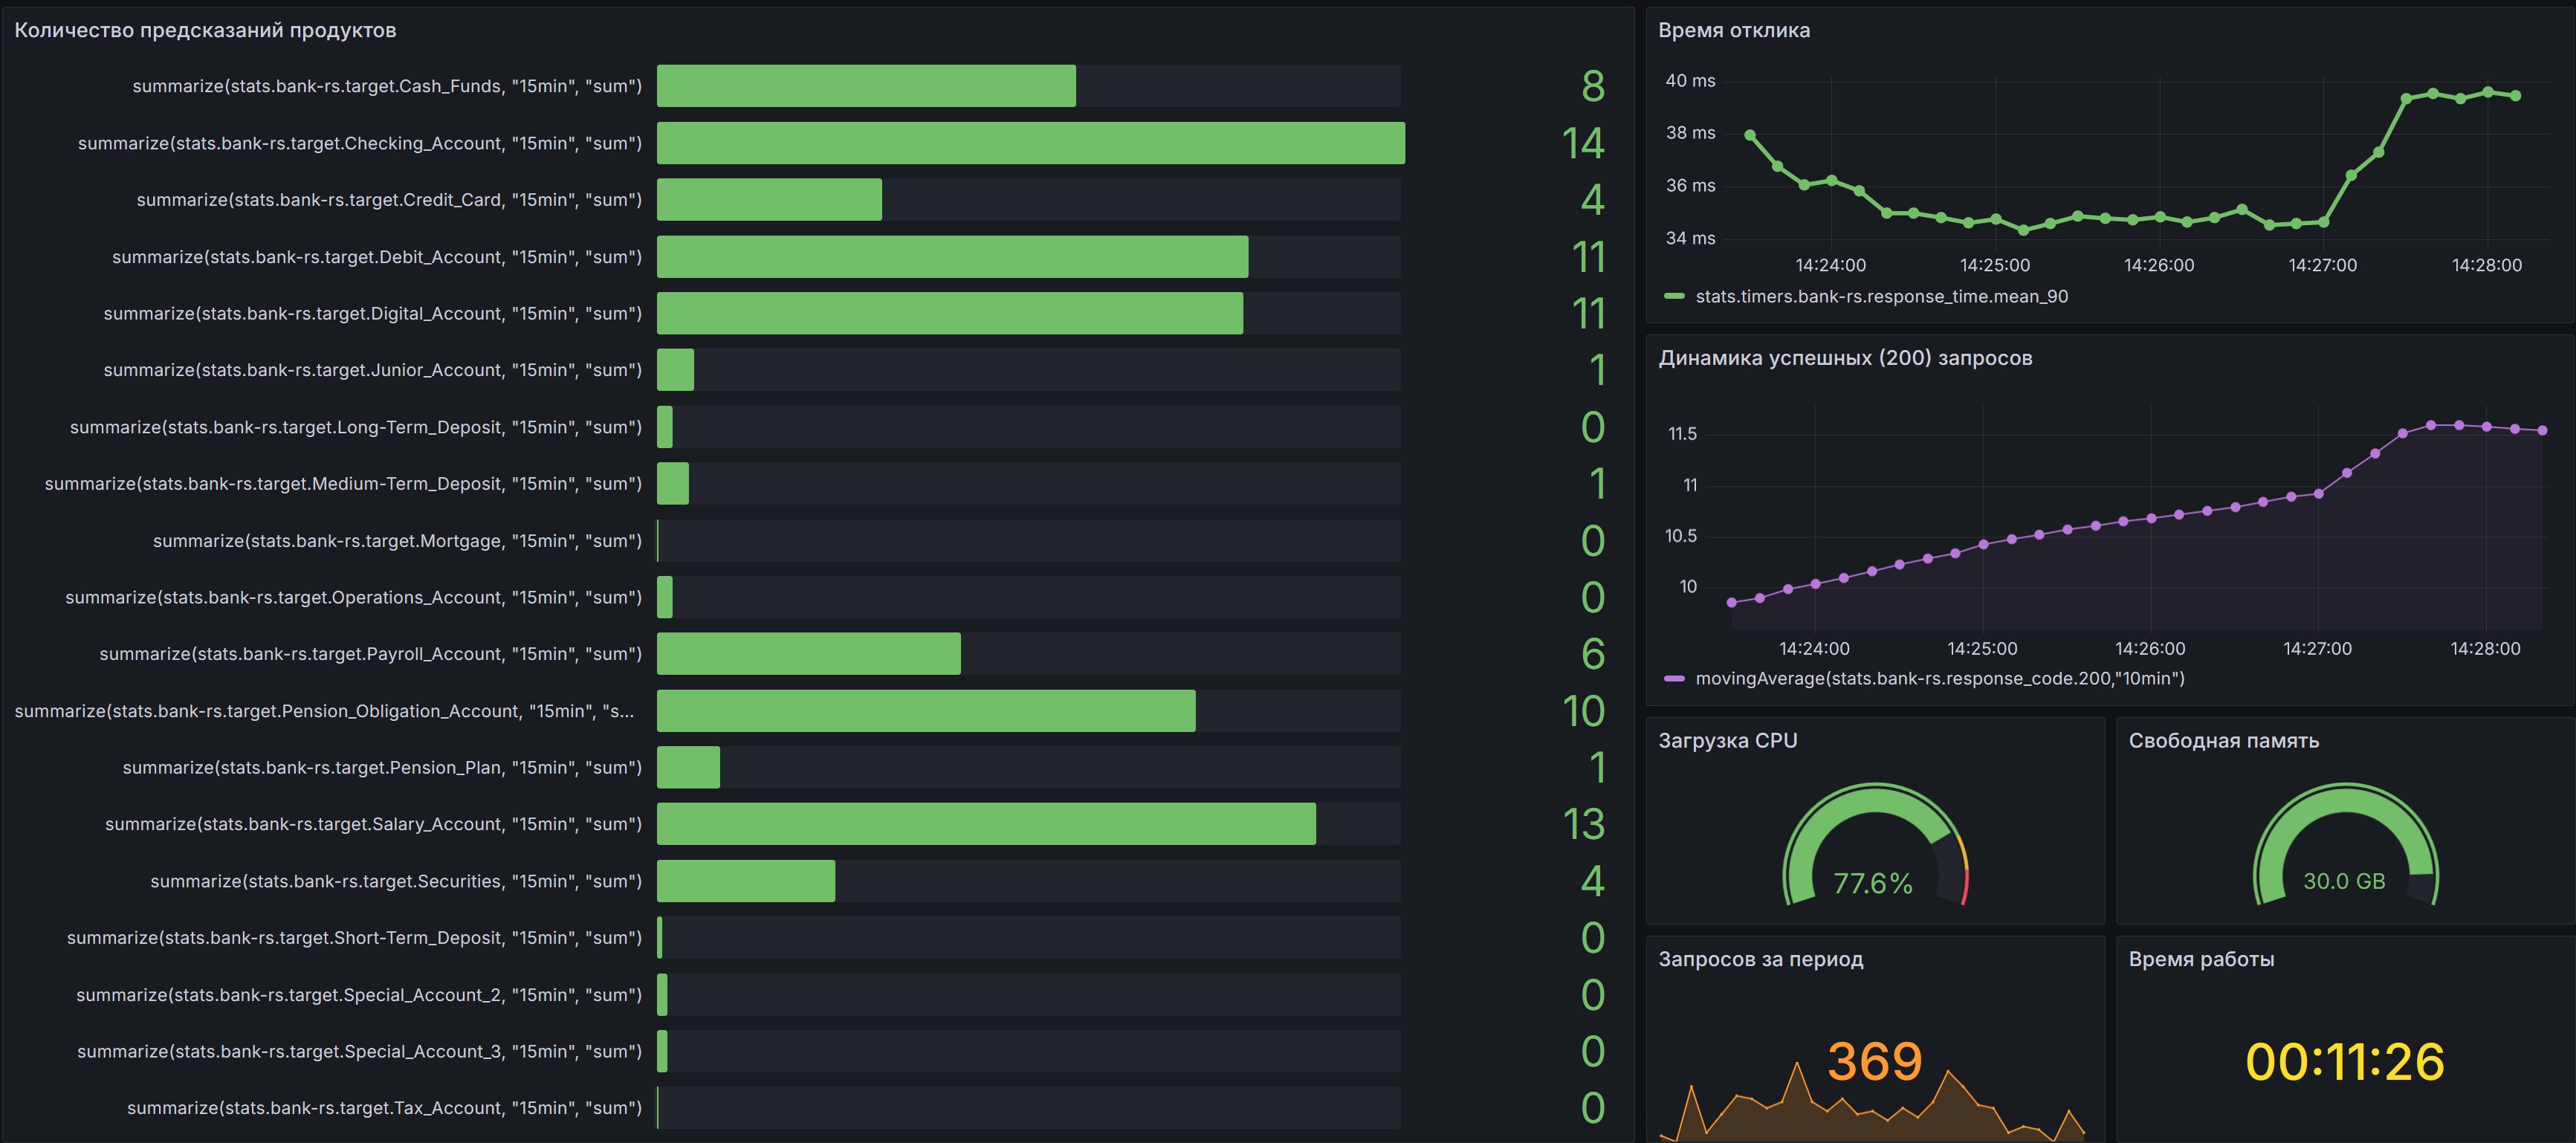 Количество предсказаний продуктов
summarize(stats.bank-rs.target.Cash_Funds, "15min", "sum") 8
summarize(stats.bank-rs.target.Checking_Account, "15min", "sum") 14
summarize(stats.bank-rs.target.Credit_Card, "15min", "sum") 4
summarize(stats.bank-rs.target.Debit_Account, "15min", "sum") 11
summarize(stats.bank-rs.target.Digital_Account, "15min", "sum") 11
summarize(stats.bank-rs.target.Junior_Account, "15min", "sum") 1
summarize(stats.bank-rs.target.Long-Term_Deposit, "15min", "sum") 0
summarize(stats.bank-rs.target.Medium-Term_Deposit, "15min", "sum") 1
summarize(stats.bank-rs.target.Mortgage, "15min", "sum") 0
summarize(stats.bank-rs.target.Operations_Account, "15min", "sum") 0
summarize(stats.bank-rs.target.Payroll_Account, "15min", "sum") 6
summarize(stats.bank-rs.target.Pension_Obligation_Account, "15min", "s... 10
summarize(stats.bank-rs.target.Pension_Plan, "15min", "sum") 1
summarize(stats.bank-rs.target.Salary_Account, "15min", "sum") 13
summarize(stats.bank-rs.target.Securities, "15min", "sum") 4
summarize(stats.bank-rs.target.Short-Term_Deposit, "15min", "sum") 0
summarize(stats.bank-rs.target.Special_Account_2, "15min", "sum") 0
summarize(stats.bank-rs.target.Special_Account_3, "15min", "sum") 0
summarize(stats.bank-rs.target.Tax_Account, "15min", "sum") 0
Время отклика
40 ms
38 ms
36 ms
34 ms
14:24:00 14:25:00 14:26:00 14:27:00 14:28:00
stats.timers.bank-rs.response_time.mean_90
Динамика успешных (200) запросов
11.5
11
10.5
10
14:24:00 14:25:00 14:26:00 14:27:00 14:28:00
movingAverage(stats.bank-rs.response_code.200,"10min")
Загрузка CPU
77.6%
Свободная память
30.0 GB
Запросов за период
369
Время работы
00:11:26